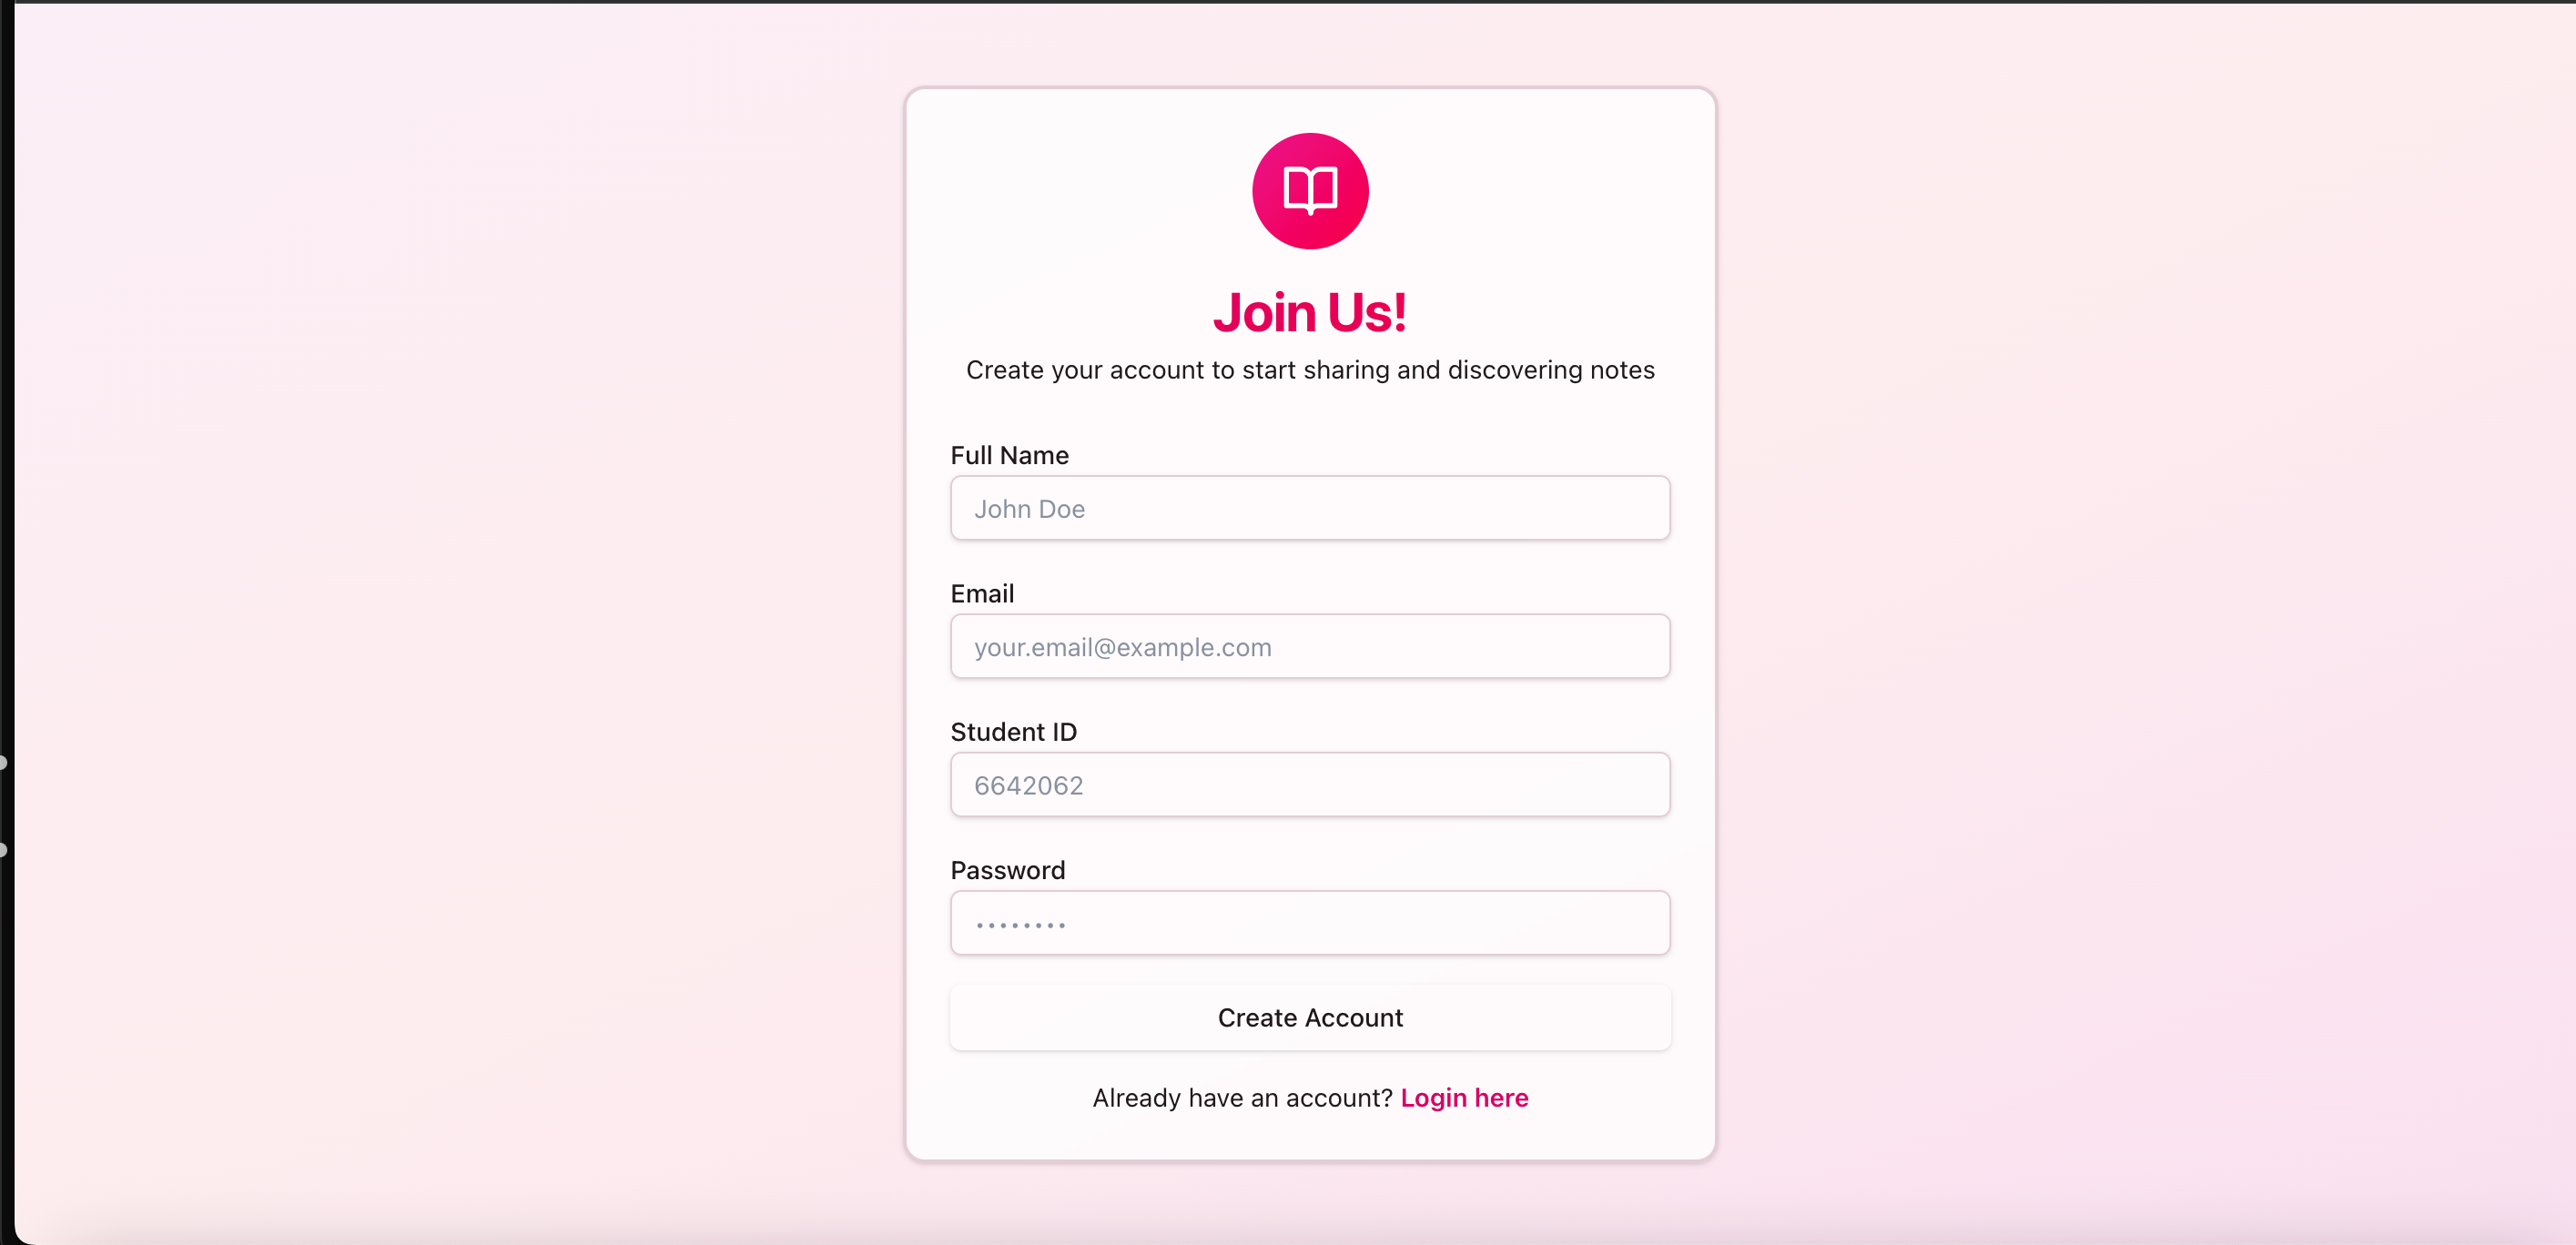 Join Us!
Create your account to start sharing and discovering notes
Full Name
John Doe
Email
your.email@example.com
Student ID
6642062
Password
••••••••
Create Account
Already have an account? Login here